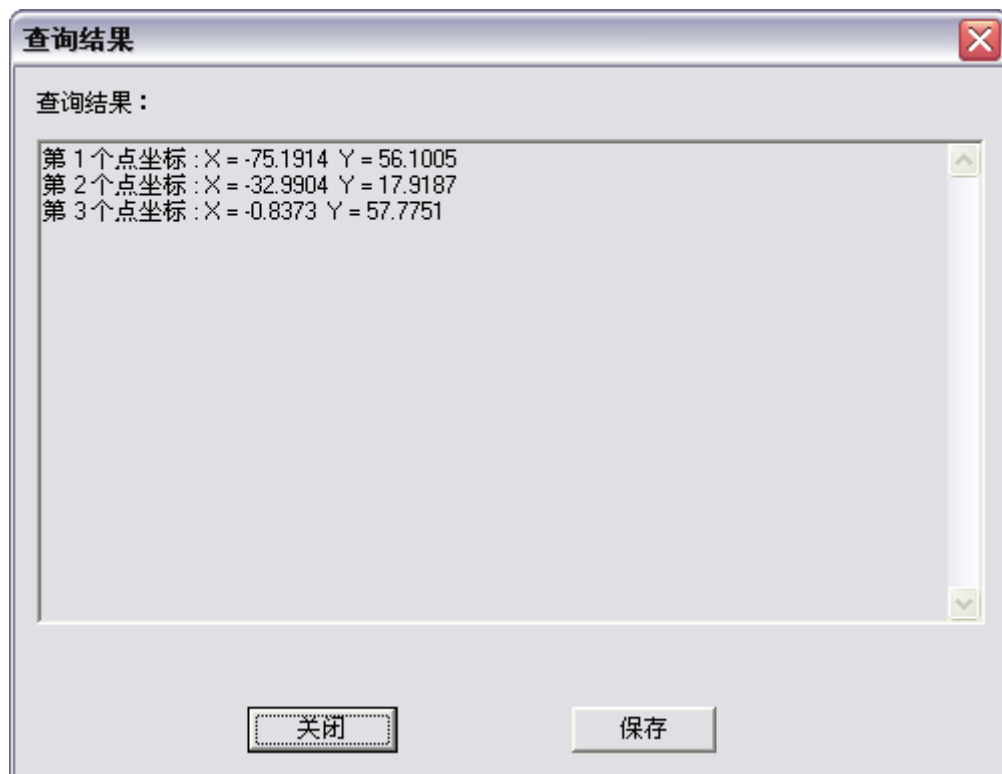 查询结果
查询结果：
第 1 个点坐标 : X = -75.1914 Y = 56.1005
第 2 个点坐标 : X = -32.9904 Y = 17.9187
第 3 个点坐标 : X = -0.8373 Y = 57.7751
关闭
保存